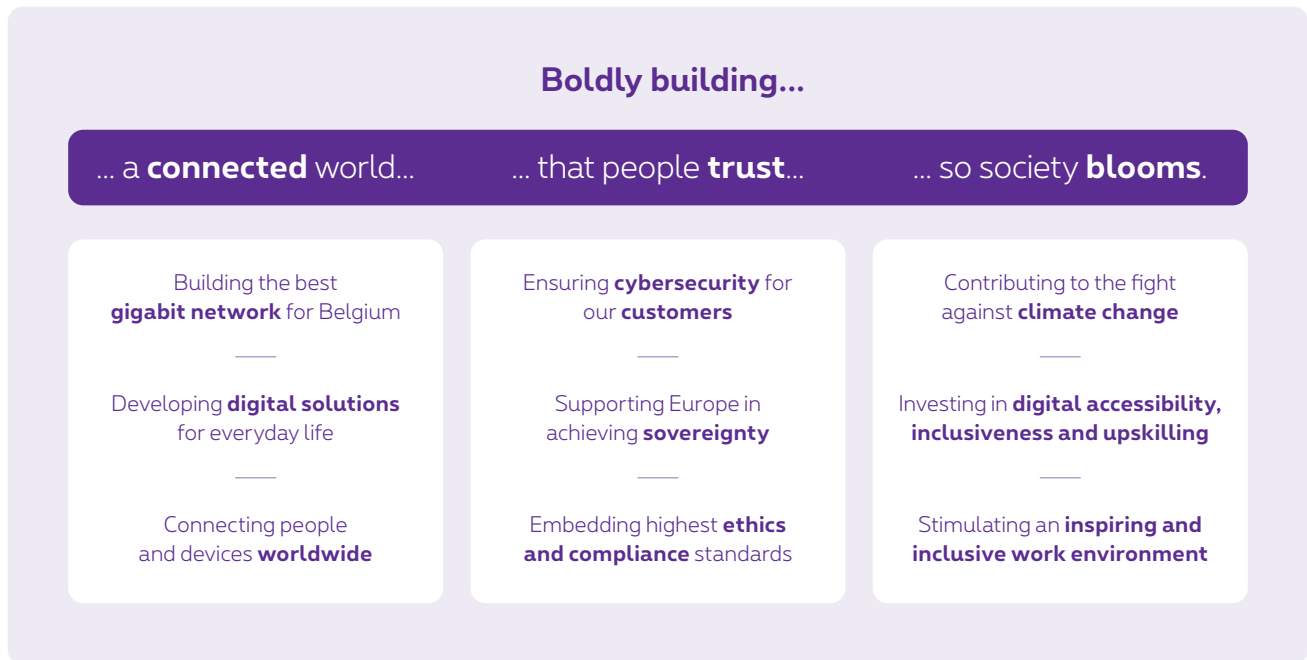 Boldly building...
... a connected world...
... that people trust...
... so society blooms.
Building the best
gigabit network for Belgium
Developing digital solutions
for everyday life
Connecting people
and devices worldwide
Ensuring cybersecurity for
our customers
Supporting Europe in
achieving sovereignty
Embedding highest ethics
and compliance standards
Contributing to the fight
against climate change
Investing in digital accessibility,
inclusiveness and upskilling
Stimulating an inspiring and
inclusive work environment